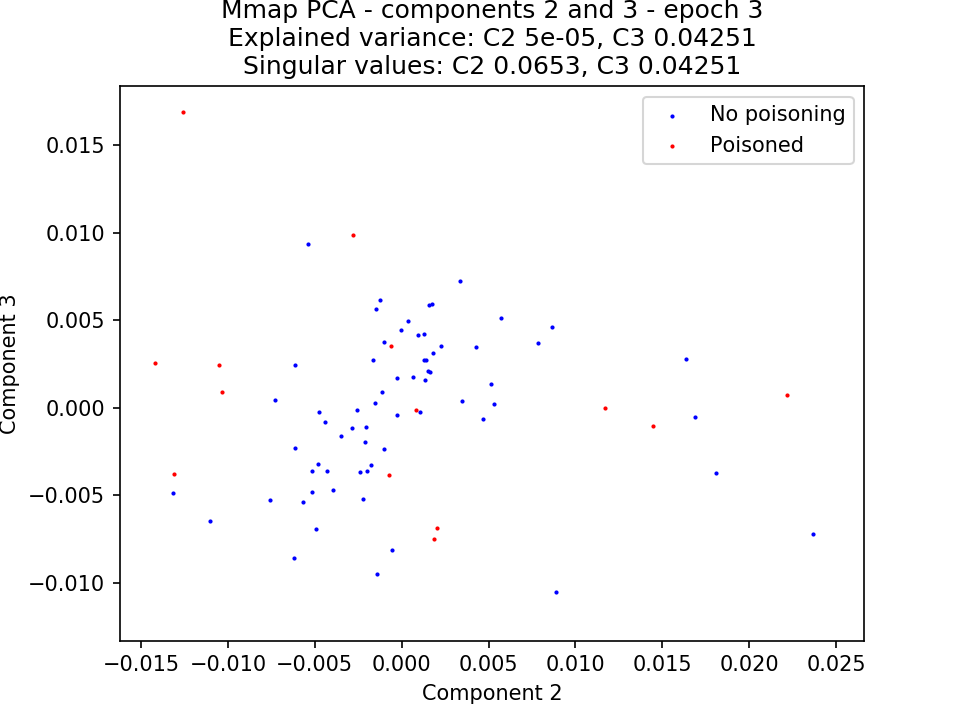 Mmap PCA - components 2 and 3 - epoch 3
Explained variance: C2 5e-05, C3 0.04251
Singular values: C2 0.0653, C3 0.04251
No poisoning
Poisoned
0.015
0.010
0.005
0.000
−0.005
−0.010
Component 3
−0.015 −0.010 −0.005 0.000 0.005 0.010 0.015 0.020 0.025
Component 2